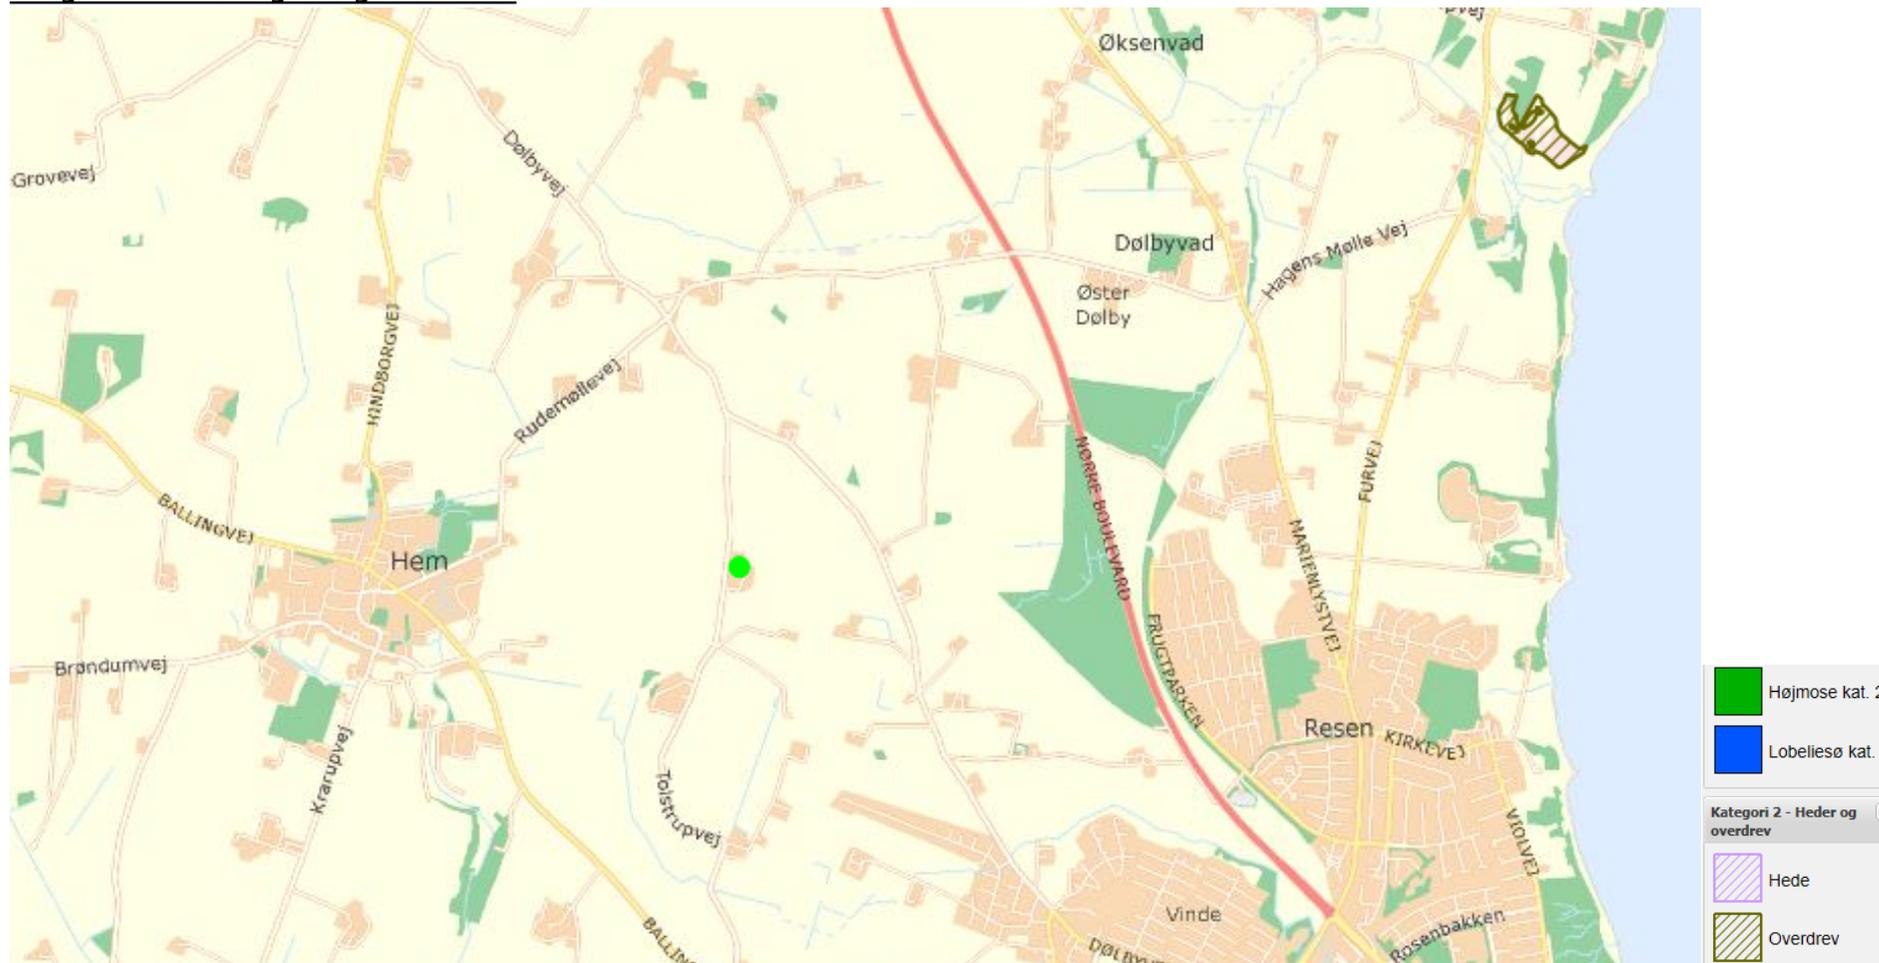 Øksenvad
Grovevej
Dølbyvej
Dølbyvad
Hagens Mølle Vej
Øster
Dølby
HINDBORGVEJ
Rudemøllevej
NØRRE BOULEVARD
FURVEJ
BALLINGVEJ
Hem
MARIENLYSTVEJ
FRUGTPARKEN
Brøndumvej
Krarupvej
Resen
KIRKEVEJ
Tolstrupvej
VIOLVEJ
Vinde
Rosenbakken
Højmose kat. 2
Lobeliesø kat.
Kategori 2 - Heder og
overdrev
Hede
Overdrev